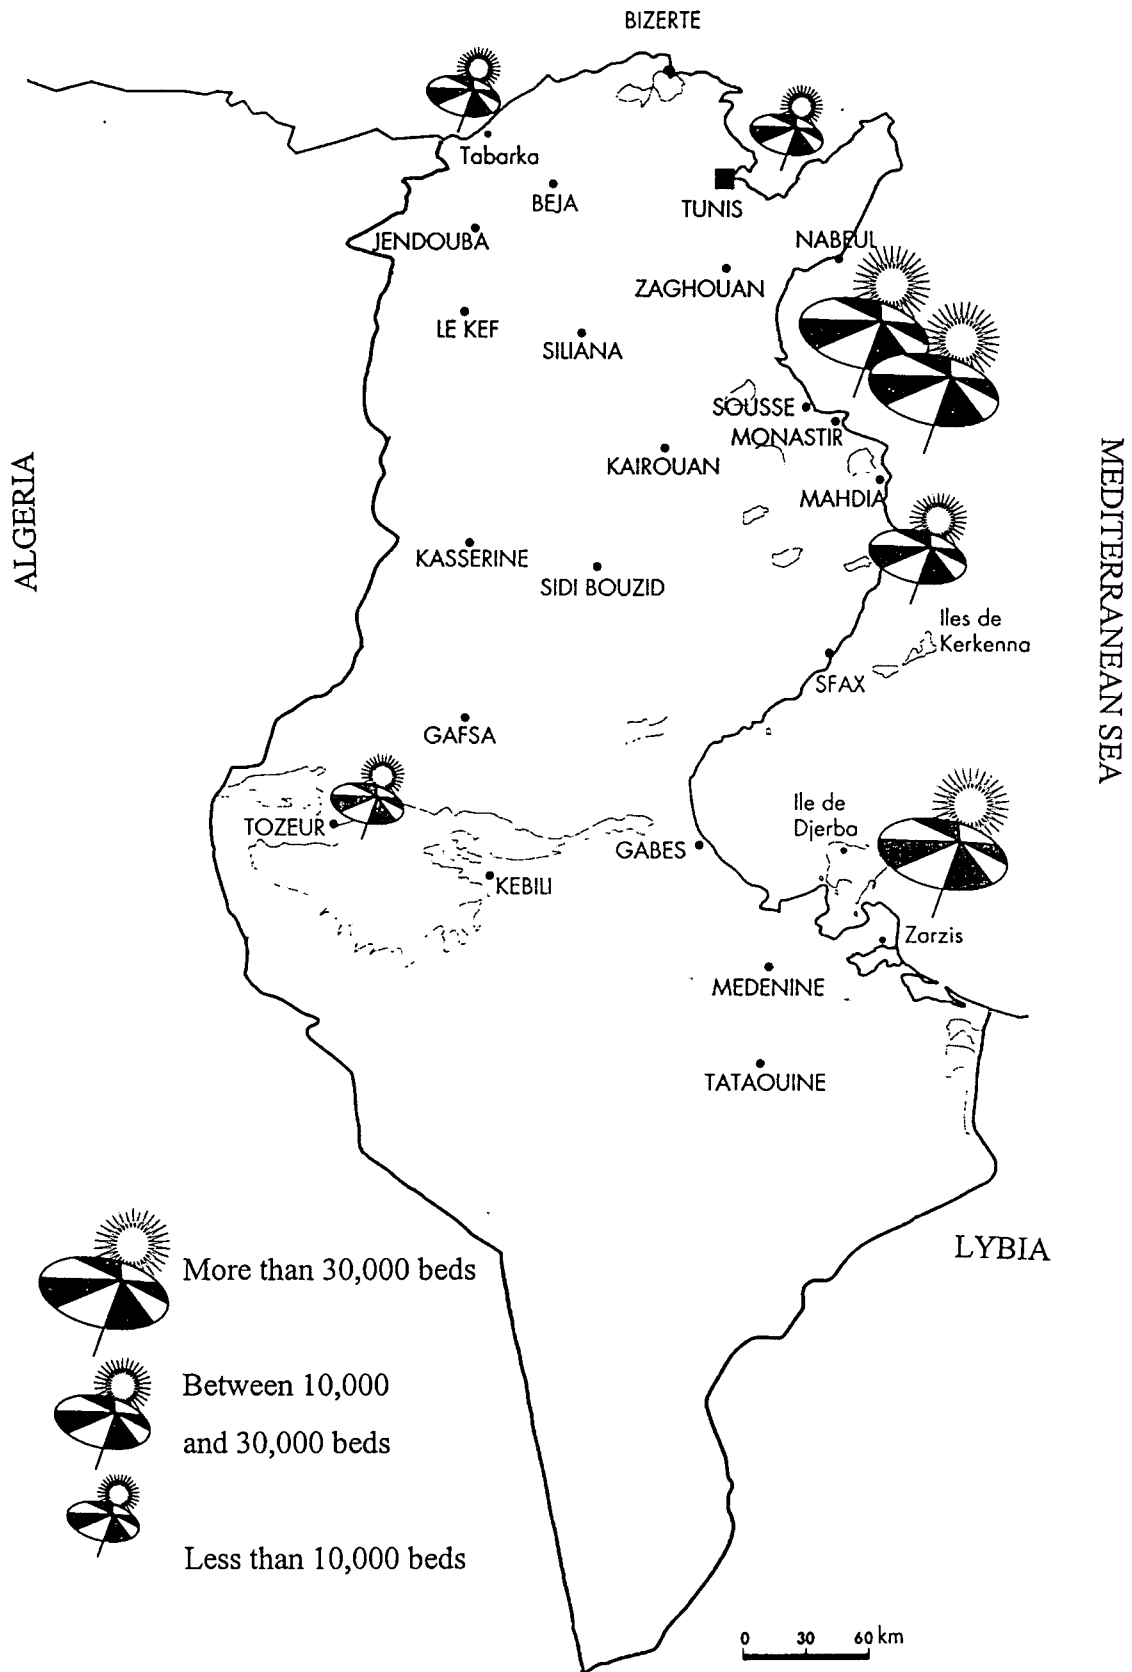 BIZERTE
Tabarka
BEJA
TUNIS
JENDOUBA
NABEUL
ZAGHOUAN
LE KEF
SILIANA
SOUSSE
MONASTIR
KAIROUAN
MAHDIA
ALGERIA
MEDITERRANEAN SEA
KASSERINE
SIDI BOUZID
Iles de
Kerkenna
SFAX
GAFSA
TOZEUR
Ile de
Djerba
GABES
KEBILI
Zarzis
MEDENINE
TATAOUINE
LYBIA
More than 30,000 beds
Between 10,000
and 30,000 beds
Less than 10,000 beds
0 30 60 km